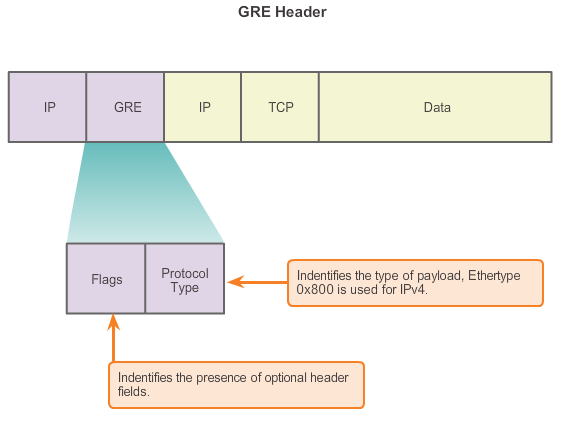 GRE Header
IP
GRE
IP
TCP
Data
Flags
Protocol
Type
Indentifies the type of payload, Ethertype
0x800 is used for IPv4.
Indentifies the presence of optional header
fields.